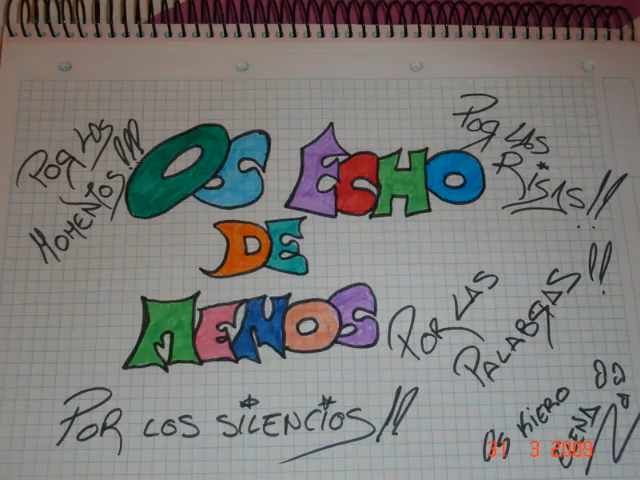 POR LOS
MOMENTOS!!!
OS ECHO
DE
MENOS
POR LAS
RISAS!!
POR LAS
PALABRAS!!
POR LOS SILENCIOS!!
OS KIERO
31 3 2009